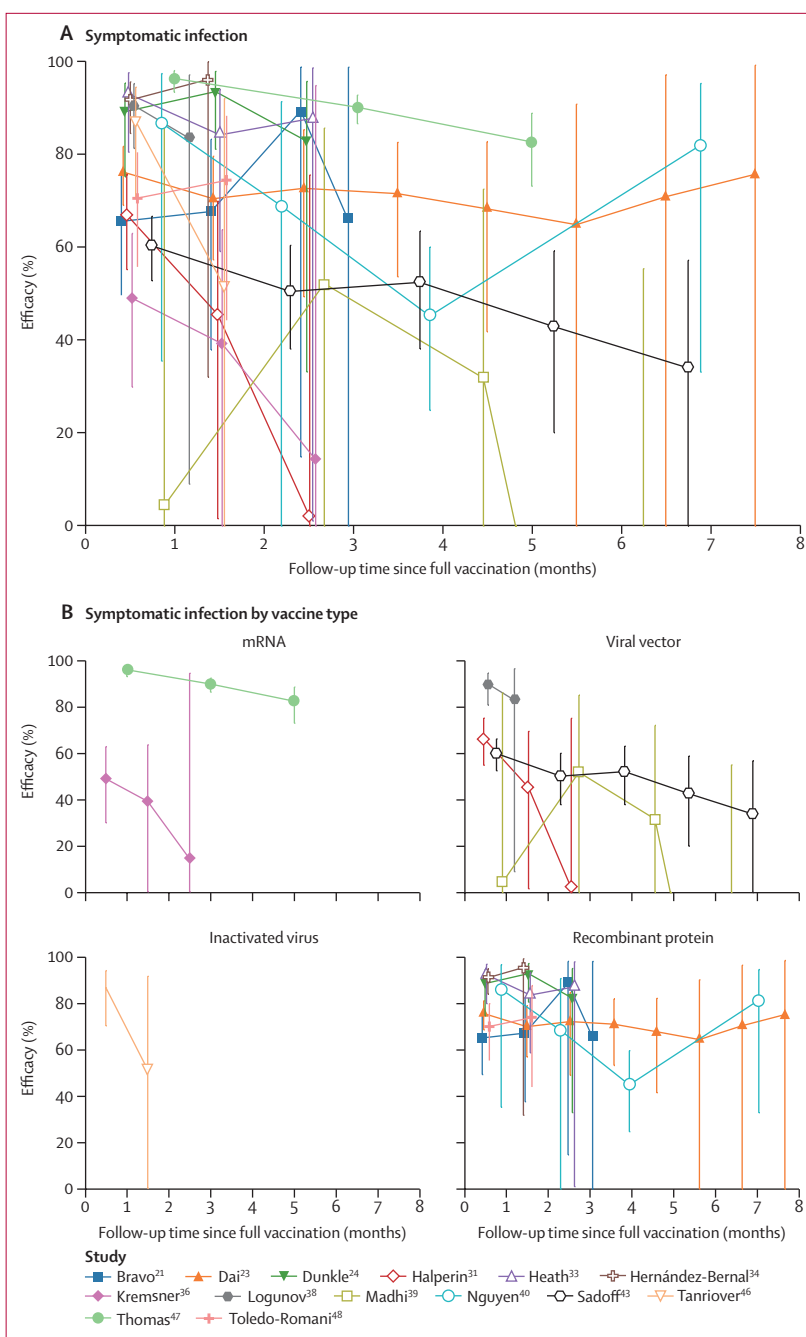 A Symptomatic infection
100
80
60
40
20
0
Efficacy (%)
0 1 2 3 4 5 6 7 8
Follow-up time since full vaccination (months)
B Symptomatic infection by vaccine type
mRNA Viral vector
100
80
60
40
20
0
Efficacy (%)
Inactivated virus Recombinant protein
100
80
60
40
20
0
Efficacy (%)
0 1 2 3 4 5 6 7 8 0 1 2 3 4 5 6 7 8
Follow-up time since full vaccination (months) Follow-up time since full vaccination (months)
Study
Bravo²¹ Dai²³ Dunkle²⁴ Halperin³¹ Heath³³ Hernández-Bernal³⁴
Kremsner³⁶ Logunov³⁸ Madhi³⁹ Nguyen⁴⁰ Sadoff⁴³ Tanriover⁴⁶
Thomas⁴⁷ Toledo-Romani⁴⁸